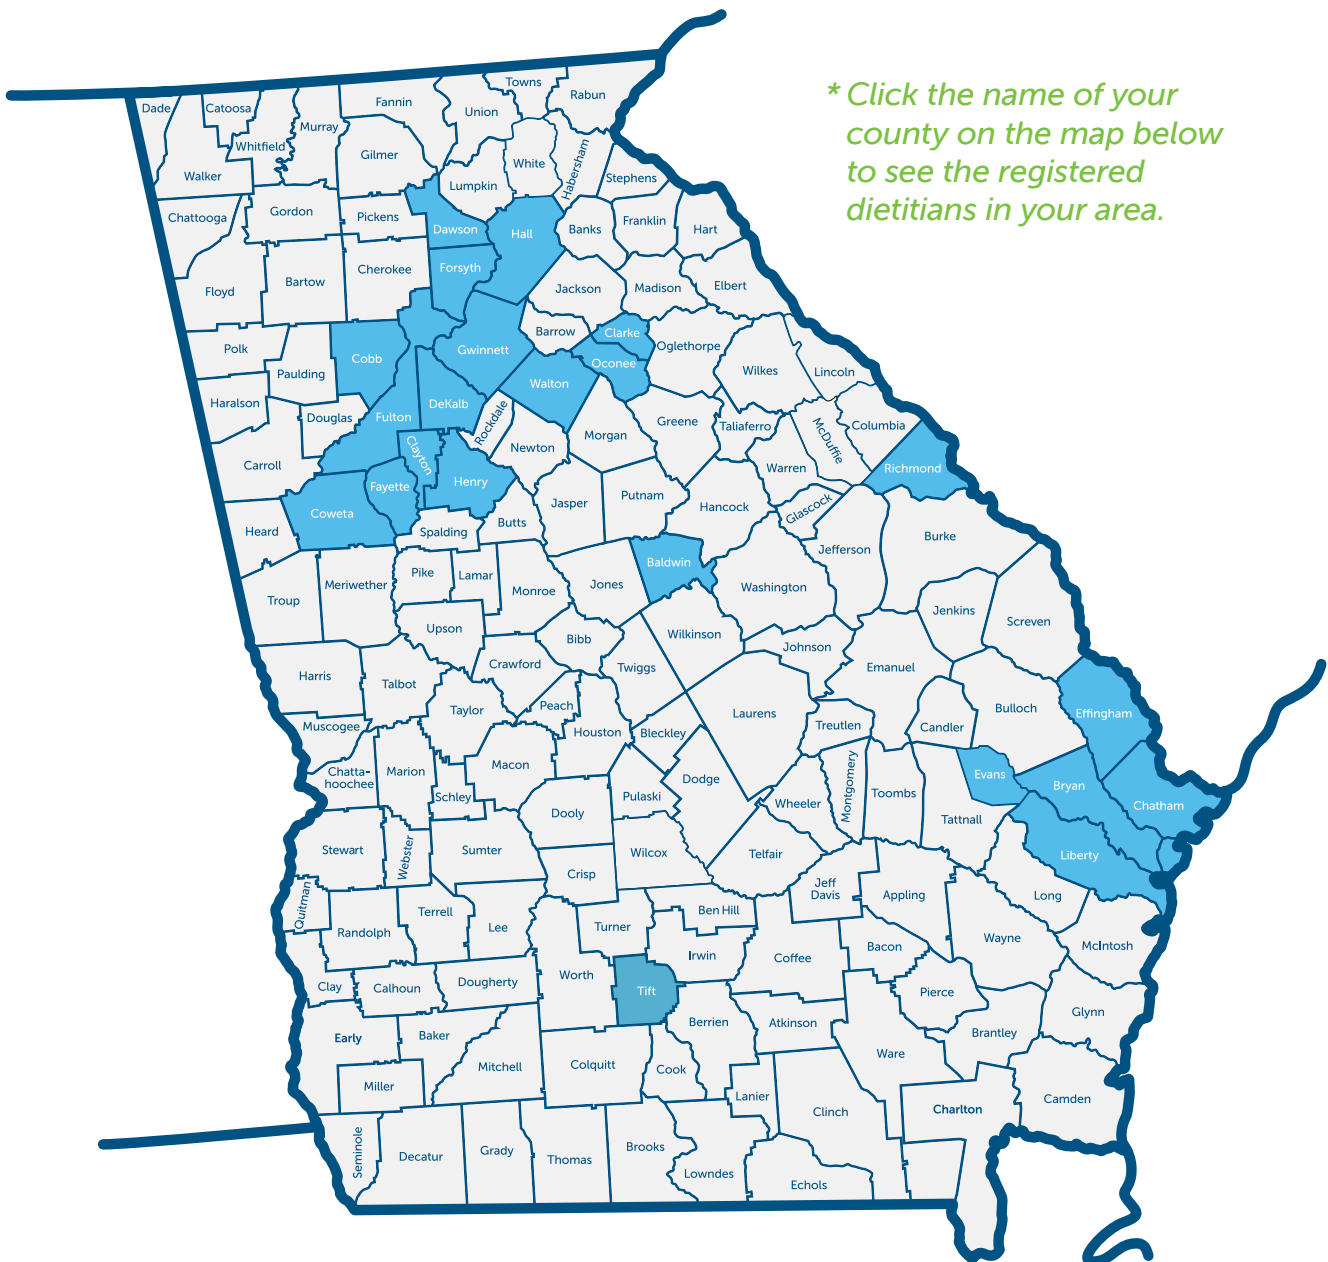 * Click the name of your
county on the map below
to see the registered
dietitians in your area.
Towns
Rabun
Dade
Catoosa
Fannin
Union
Murray
Whitfield
Gilmer
White
Habersham
Walker
Lumpkin
Stephens
Chattooga
Gordon
Pickens
Dawson
Hall
Banks
Franklin
Hart
Floyd
Bartow
Cherokee
Forsyth
Jackson
Madison
Elbert
Polk
Paulding
Cobb
Gwinnett
Barrow
Clarke
Oglethorpe
Oconee
Walton
Wilkes
Lincoln
Haralson
Douglas
Fulton
DeKalb
Rockdale
Newton
Morgan
Greene
Taliaferro
McDuffie
Columbia
Carroll
Clayton
Fayette
Henry
Warren
Richmond
Coweta
Heard
Spalding
Butts
Jasper
Putnam
Hancock
Glascock
Jefferson
Burke
Troup
Meriwether
Pike
Lamar
Monroe
Jones
Baldwin
Washington
Jenkins
Screven
Upson
Bibb
Wilkinson
Johnson
Emanuel
Crawford
Twiggs
Harris
Talbot
Taylor
Peach
Houston
Bleckley
Laurens
Treutlen
Candler
Bulloch
Effingham
Muscogee
Chatta-
hoochee
Marion
Schley
Macon
Dooly
Pulaski
Dodge
Wheeler
Montgomery
Toombs
Tattnall
Evans
Bryan
Chatham
Liberty
Stewart
Webster
Sumter
Crisp
Wilcox
Telfair
Jeff
Davis
Appling
Long
Quitman
Randolph
Terrell
Lee
Turner
Ben Hill
Irwin
Coffee
Bacon
Wayne
McIntosh
Clay
Calhoun
Dougherty
Worth
Tift
Berrien
Atkinson
Pierce
Brantley
Glynn
Early
Baker
Mitchell
Colquitt
Cook
Ware
Miller
Lanier
Clinch
Charlton
Camden
Seminole
Decatur
Grady
Thomas
Brooks
Lowndes
Echols